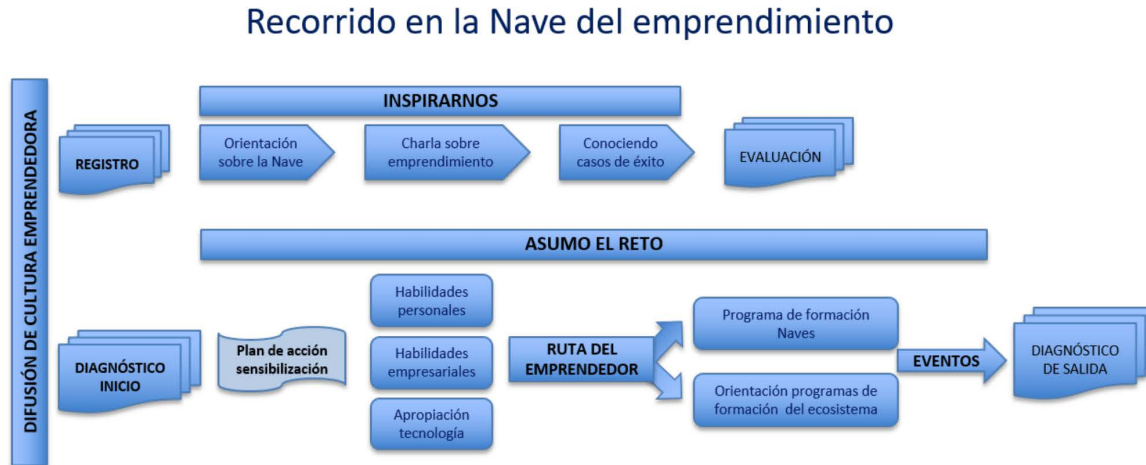 Recorrido en la Nave del emprendimiento
DIFUSIÓN DE CULTURA EMPRENDEDORA
INSPIRARNOS
REGISTRO
Orientación
sobre la Nave
Charla sobre
emprendimiento
Conociendo
casos de éxito
EVALUACIÓN
ASUMO EL RETO
DIAGNÓSTICO
INICIO
Plan de acción
sensibilización
Habilidades
personales
Habilidades
empresariales
Apropiación
tecnología
RUTA DEL
EMPRENDEDOR
Programa de formación
Naves
Orientación programas de
formación del ecosistema
EVENTOS
DIAGNÓSTICO
DE SALIDA